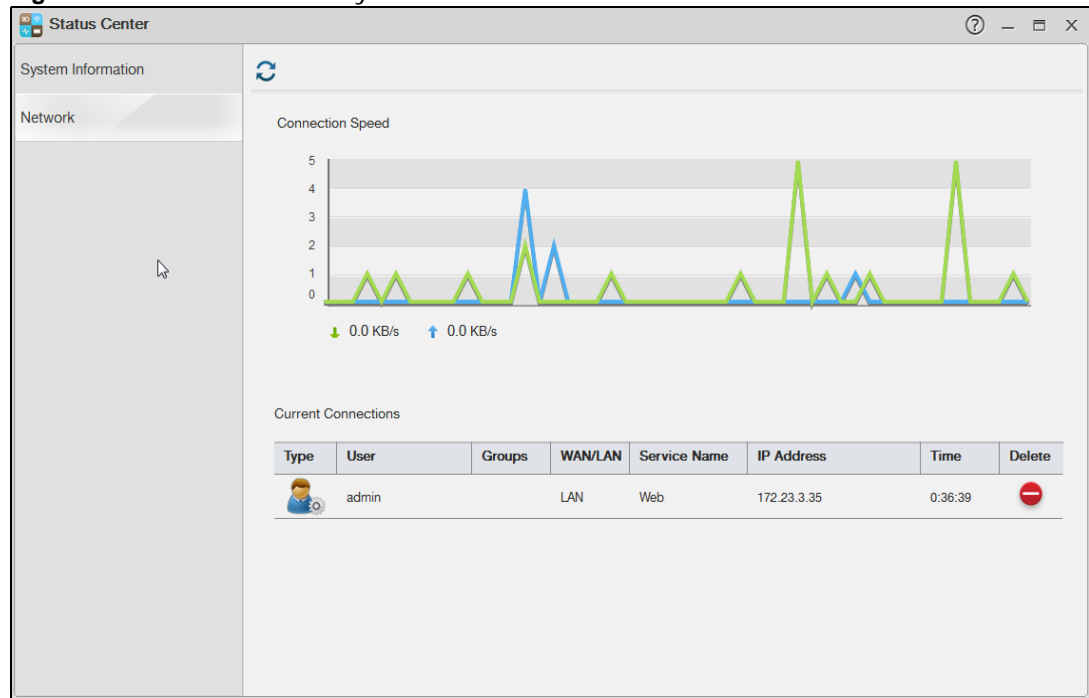 Status Center
System Information
Network
Connection Speed
5
4
3
2
1
0
0.0 KB/s 0.0 KB/s
Current Connections
Type User Groups WAN/LAN Service Name IP Address Time Delete
admin LAN Web 172.23.3.35 0:36:39